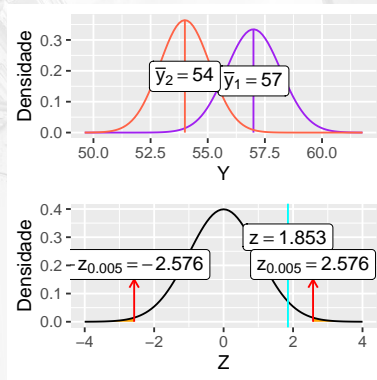 Densidade
0.3
0.2
0.1
0.0
ȳ₂ = 54
ȳ₁ = 57
50.0 52.5 55.0 57.5 60.0
Y
Densidade
0.4
0.3
0.2
0.1
0.0
z = 1.853
− z₀.₀₀₅ = − 2.576
z₀.₀₀₅ = 2.576
−4 −2 0 2 4
Z